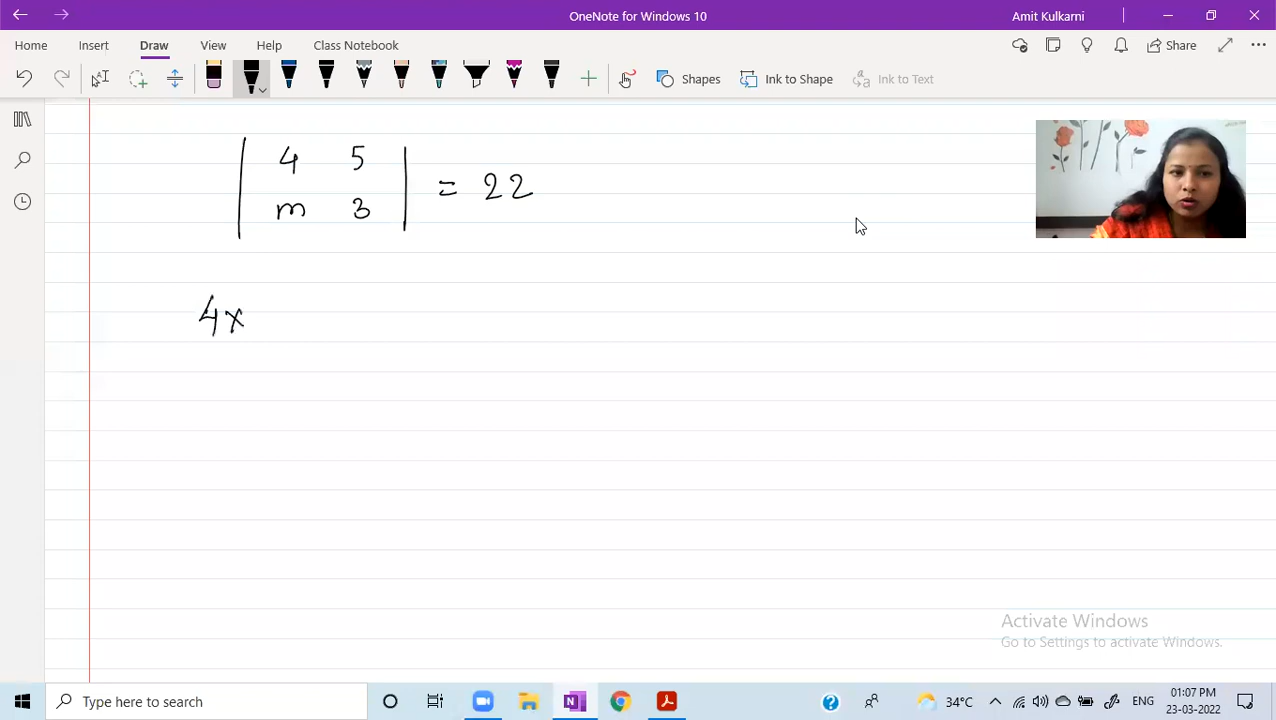 OneNote for Windows 10
Amit Kulkarni
Home Insert Draw View Help Class Notebook
Share
Shapes Ink to Shape Ink to Text
4 5
m 3
= 22
4x
Activate Windows
Go to Settings to activate Windows.
Type here to search
34°C
ENG
01:07 PM
23-03-2022